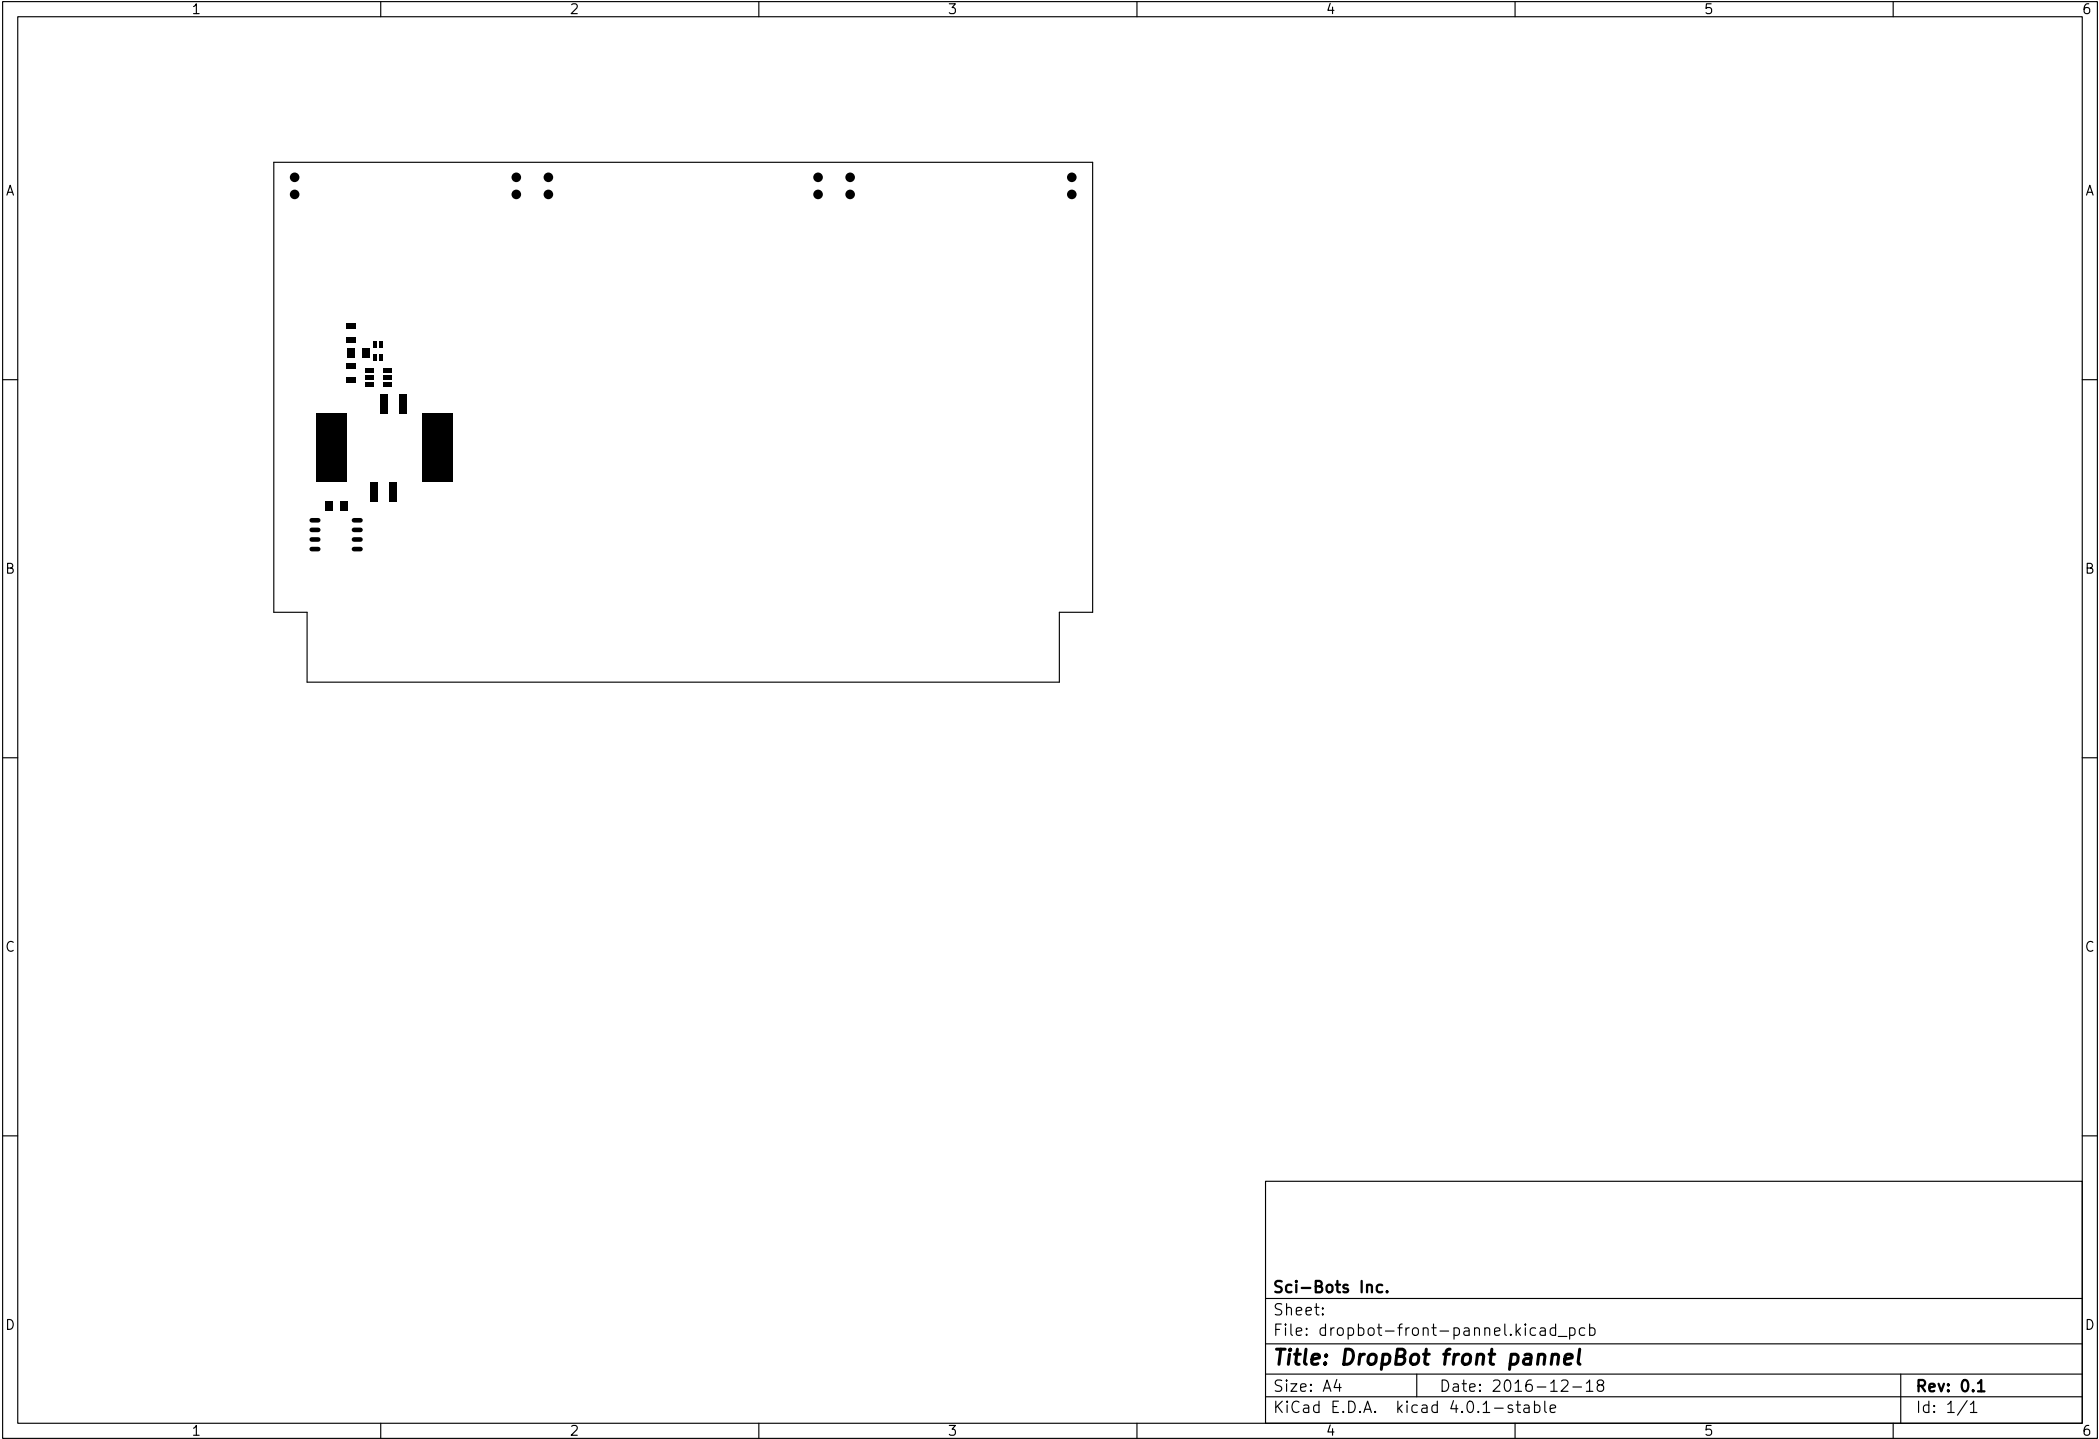 1 2 3 4 5 6
A A
B B
C C
Sci-Bots Inc.
Sheet:
D D
File: dropbot-front-pannel.kicad_pcb
Title: DropBot front pannel
Size: A4 Date: 2016-12-18 Rev: 0.1
KiCad E.D.A. kicad 4.0.1-stable Id: 1/1
1 2 3 4 5 6